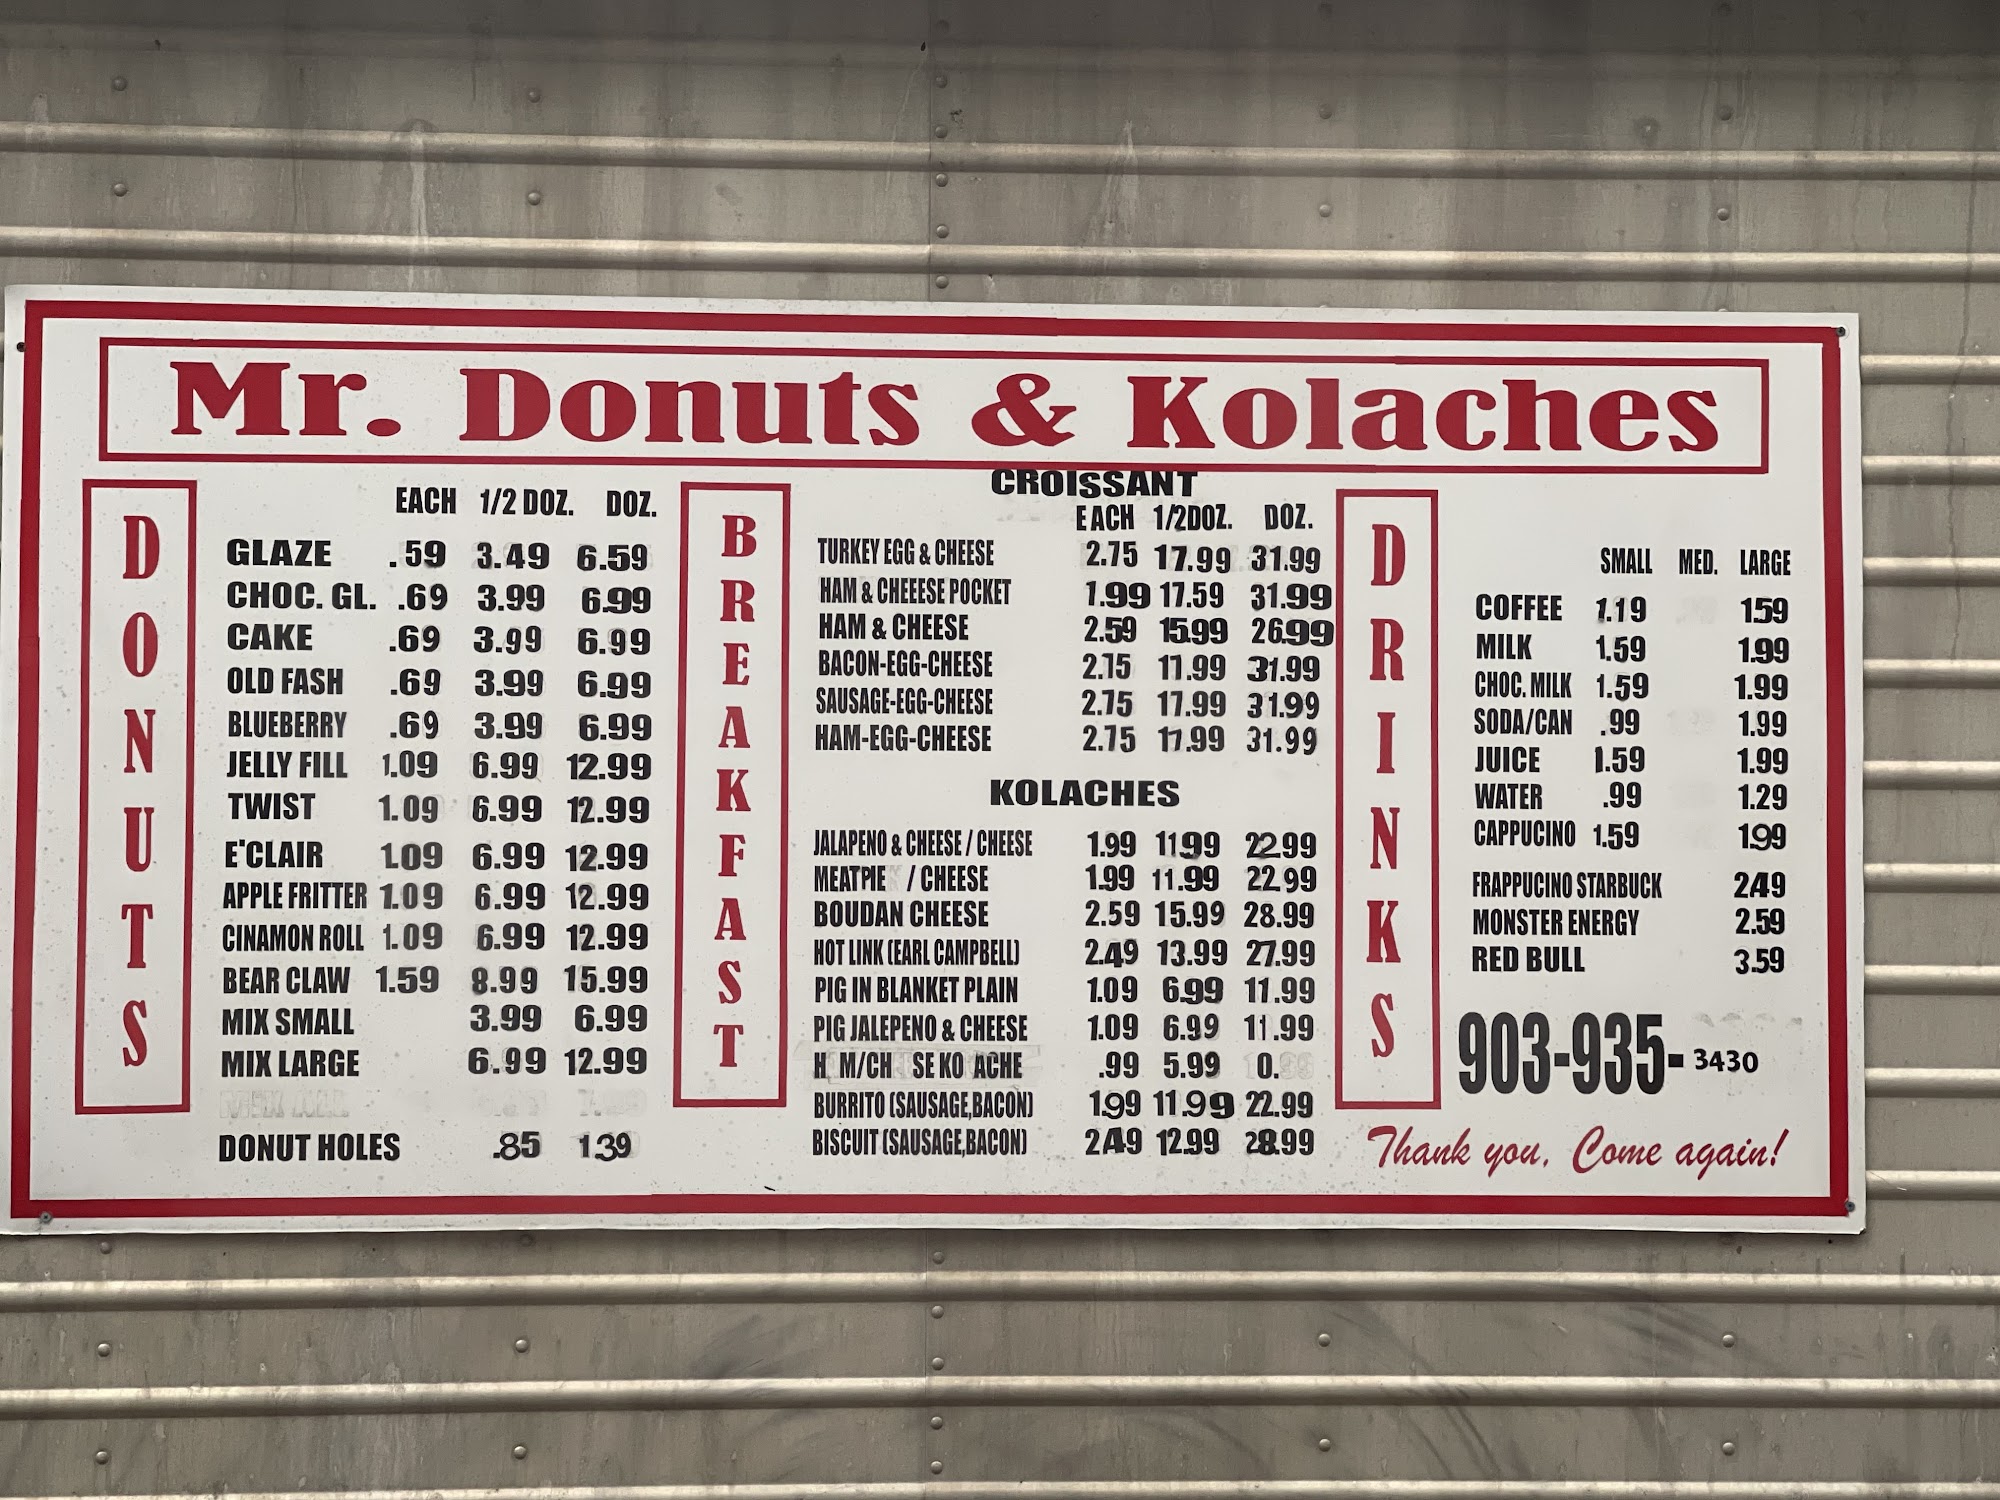 Mr. Donuts & Kolaches
DONUTS
EACH 1/2 DOZ. DOZ.
GLAZE .59 3.49 6.59
CHOC. GL. .69 3.99 6.99
CAKE .69 3.99 6.99
OLD FASH .69 3.99 6.99
BLUEBERRY .69 3.99 6.99
JELLY FILL 1.09 6.99 12.99
TWIST 1.09 6.99 12.99
E'CLAIR 1.09 6.99 12.99
APPLE FRITTER 1.09 6.99 12.99
CINAMON ROLL 1.09 6.99 12.99
BEAR CLAW 1.59 8.99 15.99
MIX SMALL 3.99 6.99
MIX LARGE 6.99 12.99
DONUT HOLES .85 1.39
BREAKFAST
CROISSANT
EACH 1/2DOZ. DOZ.
TURKEY EGG & CHEESE 2.75 17.99 31.99
HAM & CHEEESE POCKET 1.99 17.59 31.99
HAM & CHEESE 2.59 15.99 26.99
BACON-EGG-CHEESE 2.75 17.99 31.99
SAUSAGE-EGG-CHEESE 2.75 17.99 31.99
HAM-EGG-CHEESE 2.75 17.99 31.99
KOLACHES
JALAPENO & CHEESE / CHEESE 1.99 11.99 22.99
MEATPIE / CHEESE 1.99 11.99 22.99
BOUDAN CHEESE 2.59 15.99 28.99
HOT LINK (EARL CAMPBELL) 2.49 13.99 27.99
PIG IN BLANKET PLAIN 1.09 6.99 11.99
PIG JALEPENO & CHEESE 1.09 6.99 11.99
H M/CH SE KO ACHE .99 5.99 0.
BURRITO (SAUSAGE,BACON) 1.99 11.99 22.99
BISCUIT (SAUSAGE,BACON) 2.49 12.99 28.99
DRINKS
SMALL MED. LARGE
COFFEE 1.19 1.59
MILK 1.59 1.99
CHOC. MILK 1.59 1.99
SODA/CAN .99 1.99
JUICE 1.59 1.99
WATER .99 1.29
CAPPUCINO 1.59 1.99
FRAPPUCINO STARBUCK 2.49
MONSTER ENERGY 2.59
RED BULL 3.59
903-935-3430
Thank you, Come again!